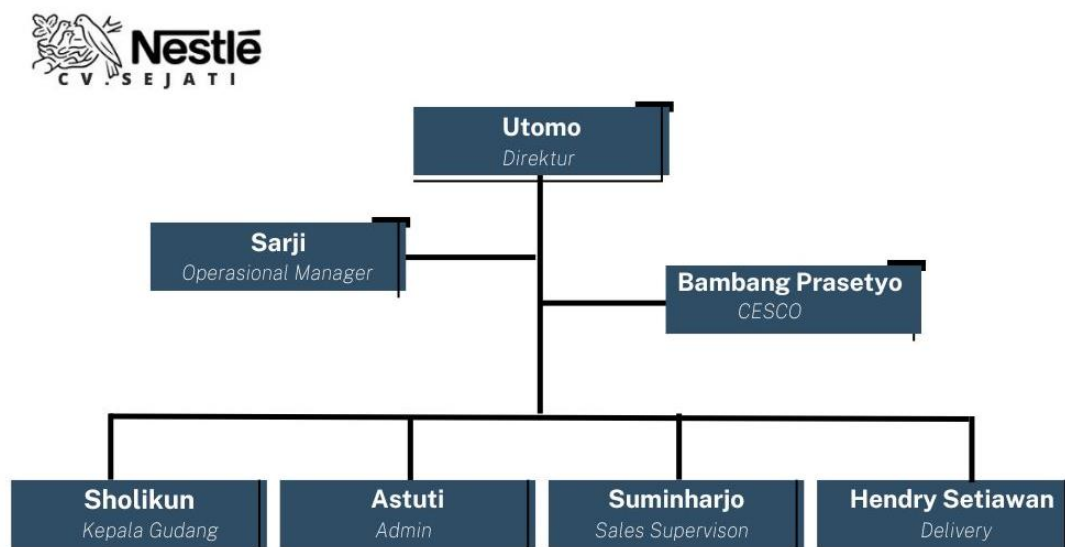 Nestlé
CV.SEJATI
Utomo
Direktur
Sarji
Operasional Manager
Bambang Prasetyo
CESCO
Sholikun
Kepala Gudang
Astuti
Admin
Suminharjo
Sales Supervison
Hendry Setiawan
Delivery